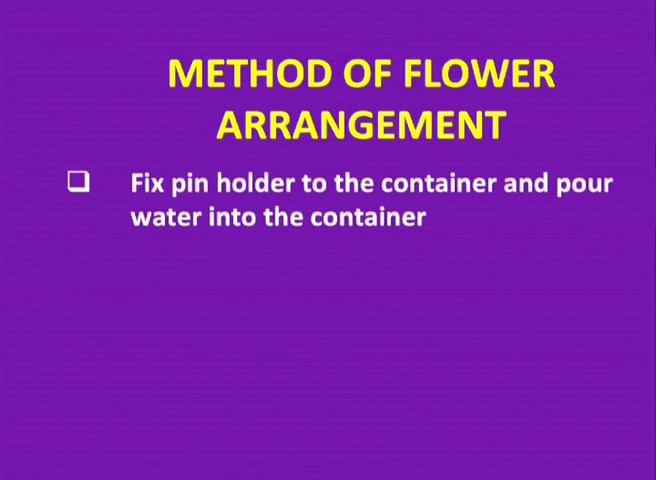 METHOD OF FLOWER
ARRANGEMENT
❑ Fix pin holder to the container and pour
water into the container